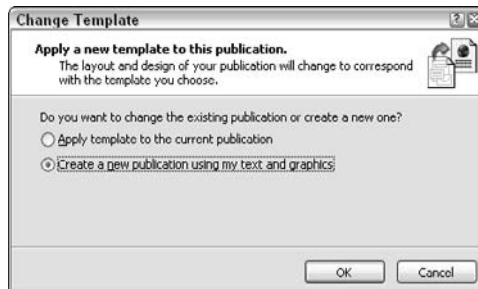 Change Template
Apply a new template to this publication.
The layout and design of your publication will change to correspond
with the template you choose.
Do you want to change the existing publication or create a new one?
Apply template to the current publication
Create a new publication using my text and graphics
OK Cancel